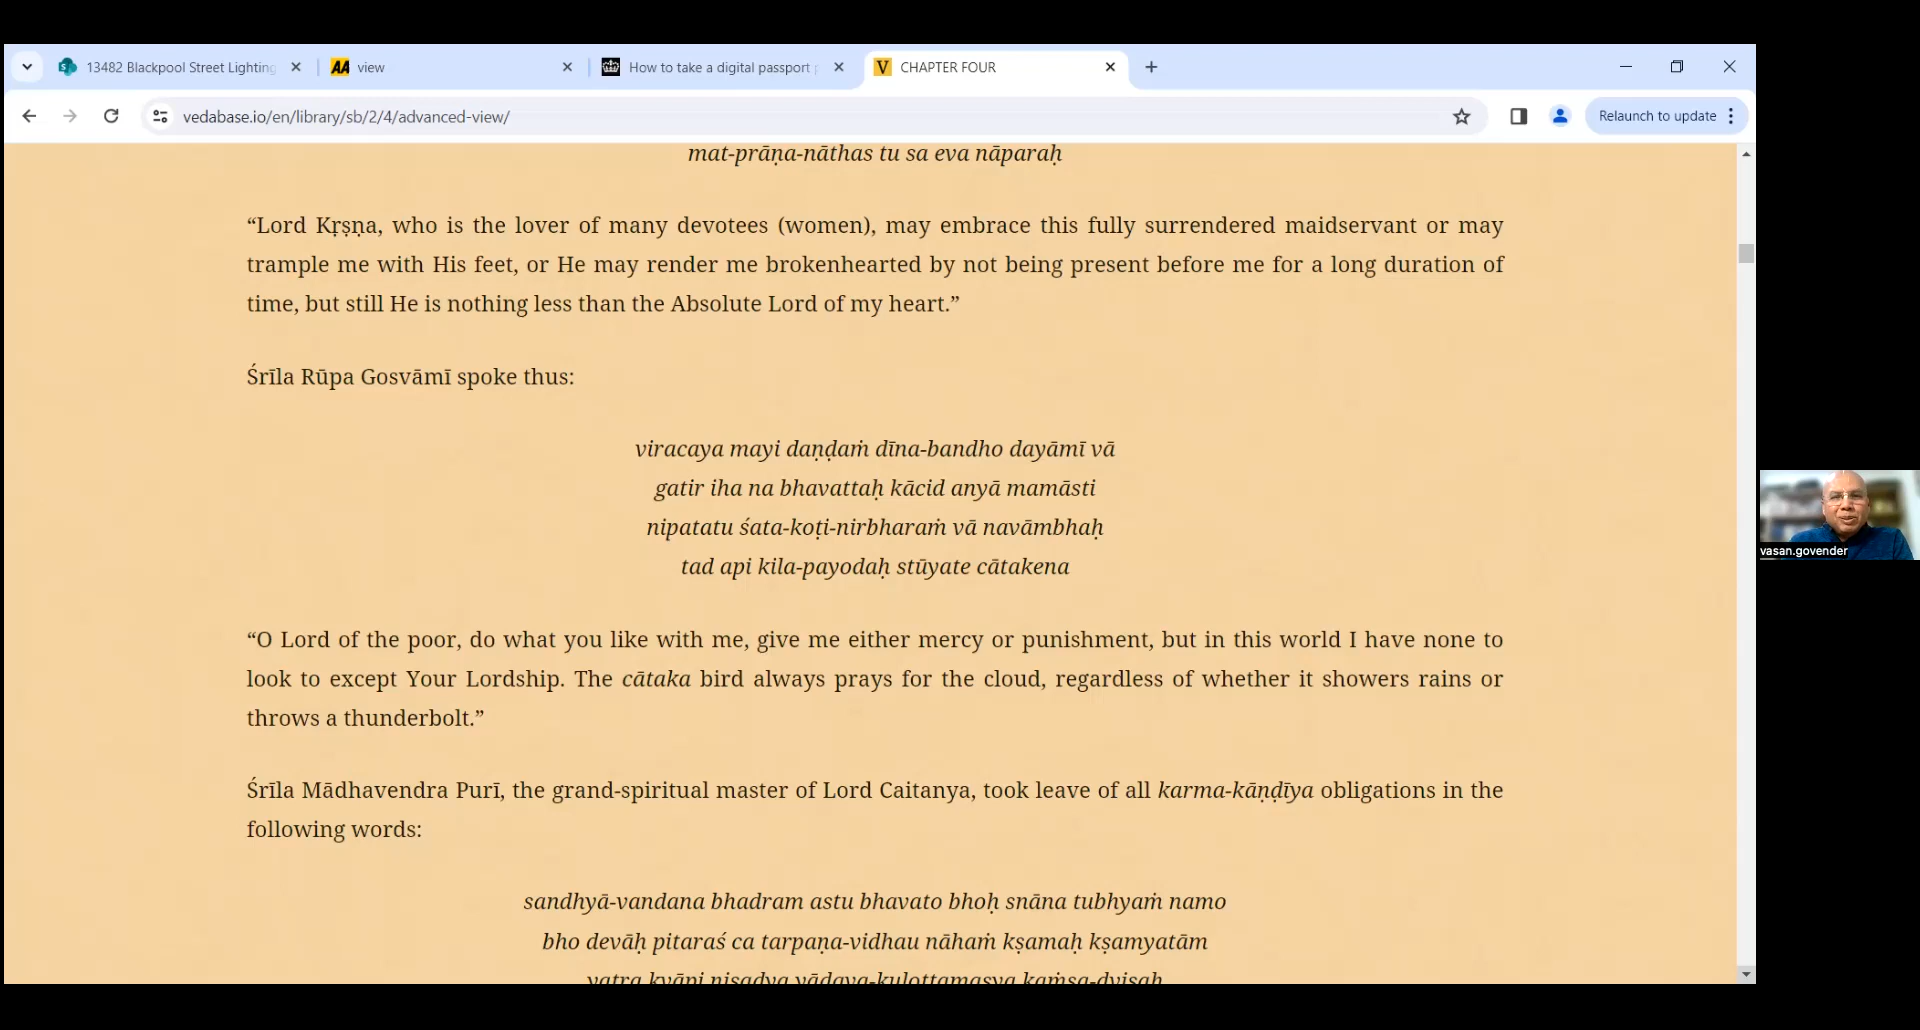 13482 Blackpool Street Lighting
view
How to take a digital passport
CHAPTER FOUR
vedabase.io/en/library/sb/2/4/advanced-view/
Relaunch to update
mat-prāṇa-nāthas tu sa eva nāparaḥ
“Lord Kṛṣṇa, who is the lover of many devotees (women), may embrace this fully surrendered maidservant or may
trample me with His feet, or He may render me brokenhearted by not being present before me for a long duration of
time, but still He is nothing less than the Absolute Lord of my heart.”
Śrīla Rūpa Gosvāmī spoke thus:
viracaya mayi daṇḍaṁ dīna-bandho dayāmī vā
gatir iha na bhavattaḥ kācid anyā mamāsti
nipatatu śata-koṭi-nirbharaṁ vā navāmbhaḥ
tad api kila-payodaḥ stūyate cātakena
“O Lord of the poor, do what you like with me, give me either mercy or punishment, but in this world I have none to
look to except Your Lordship. The cātaka bird always prays for the cloud, regardless of whether it showers rains or
throws a thunderbolt.”
Śrīla Mādhavendra Purī, the grand-spiritual master of Lord Caitanya, took leave of all karma-kāṇḍīya obligations in the
following words:
sandhyā-vandana bhadram astu bhavato bhoḥ snāna tubhyaṁ namo
bho devāḥ pitaraś ca tarpaṇa-vidhau nāhaṁ kṣamaḥ kṣamyatām
yatra kvāpi niṣadya yādava-kulottamasya kaṁsa-dviṣaḥ
vasan.govender